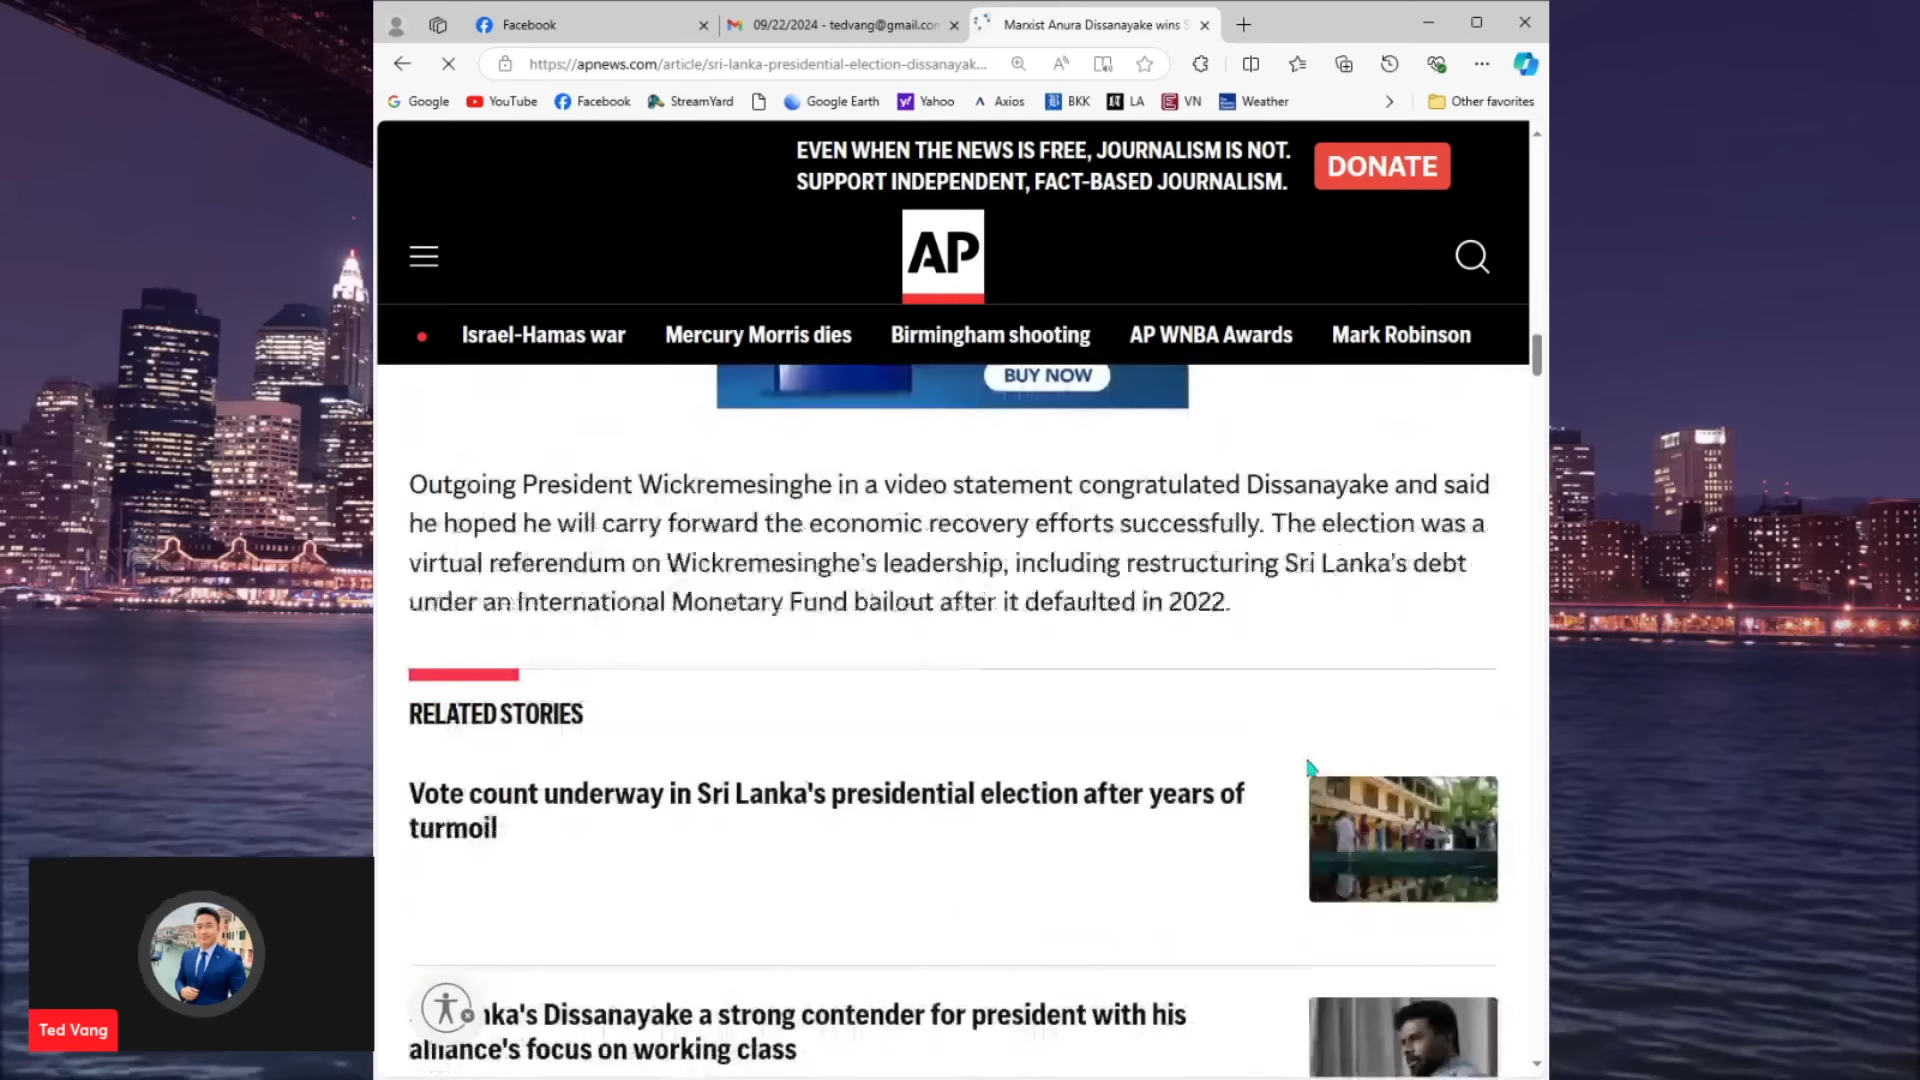 Facebook
09/22/2024 - tedvang@gmail.con
Marxist Anura Dissanayake wins S
https://apnews.com/article/sri-lanka-presidential-election-dissanayak...
Google YouTube Facebook StreamYard Google Earth Yahoo Axios BKK LA VN Weather Other favorites
EVEN WHEN THE NEWS IS FREE, JOURNALISM IS NOT.
SUPPORT INDEPENDENT, FACT-BASED JOURNALISM.
DONATE
AP
Israel-Hamas war Mercury Morris dies Birmingham shooting AP WNBA Awards Mark Robinson
BUY NOW
Outgoing President Wickremesinghe in a video statement congratulated Dissanayake and said
he hoped he will carry forward the economic recovery efforts successfully. The election was a
virtual referendum on Wickremesinghe's leadership, including restructuring Sri Lanka's debt
under an International Monetary Fund bailout after it defaulted in 2022.
RELATED STORIES
Vote count underway in Sri Lanka's presidential election after years of
turmoil
nka's Dissanayake a strong contender for president with his
alliance's focus on working class
Ted Vang